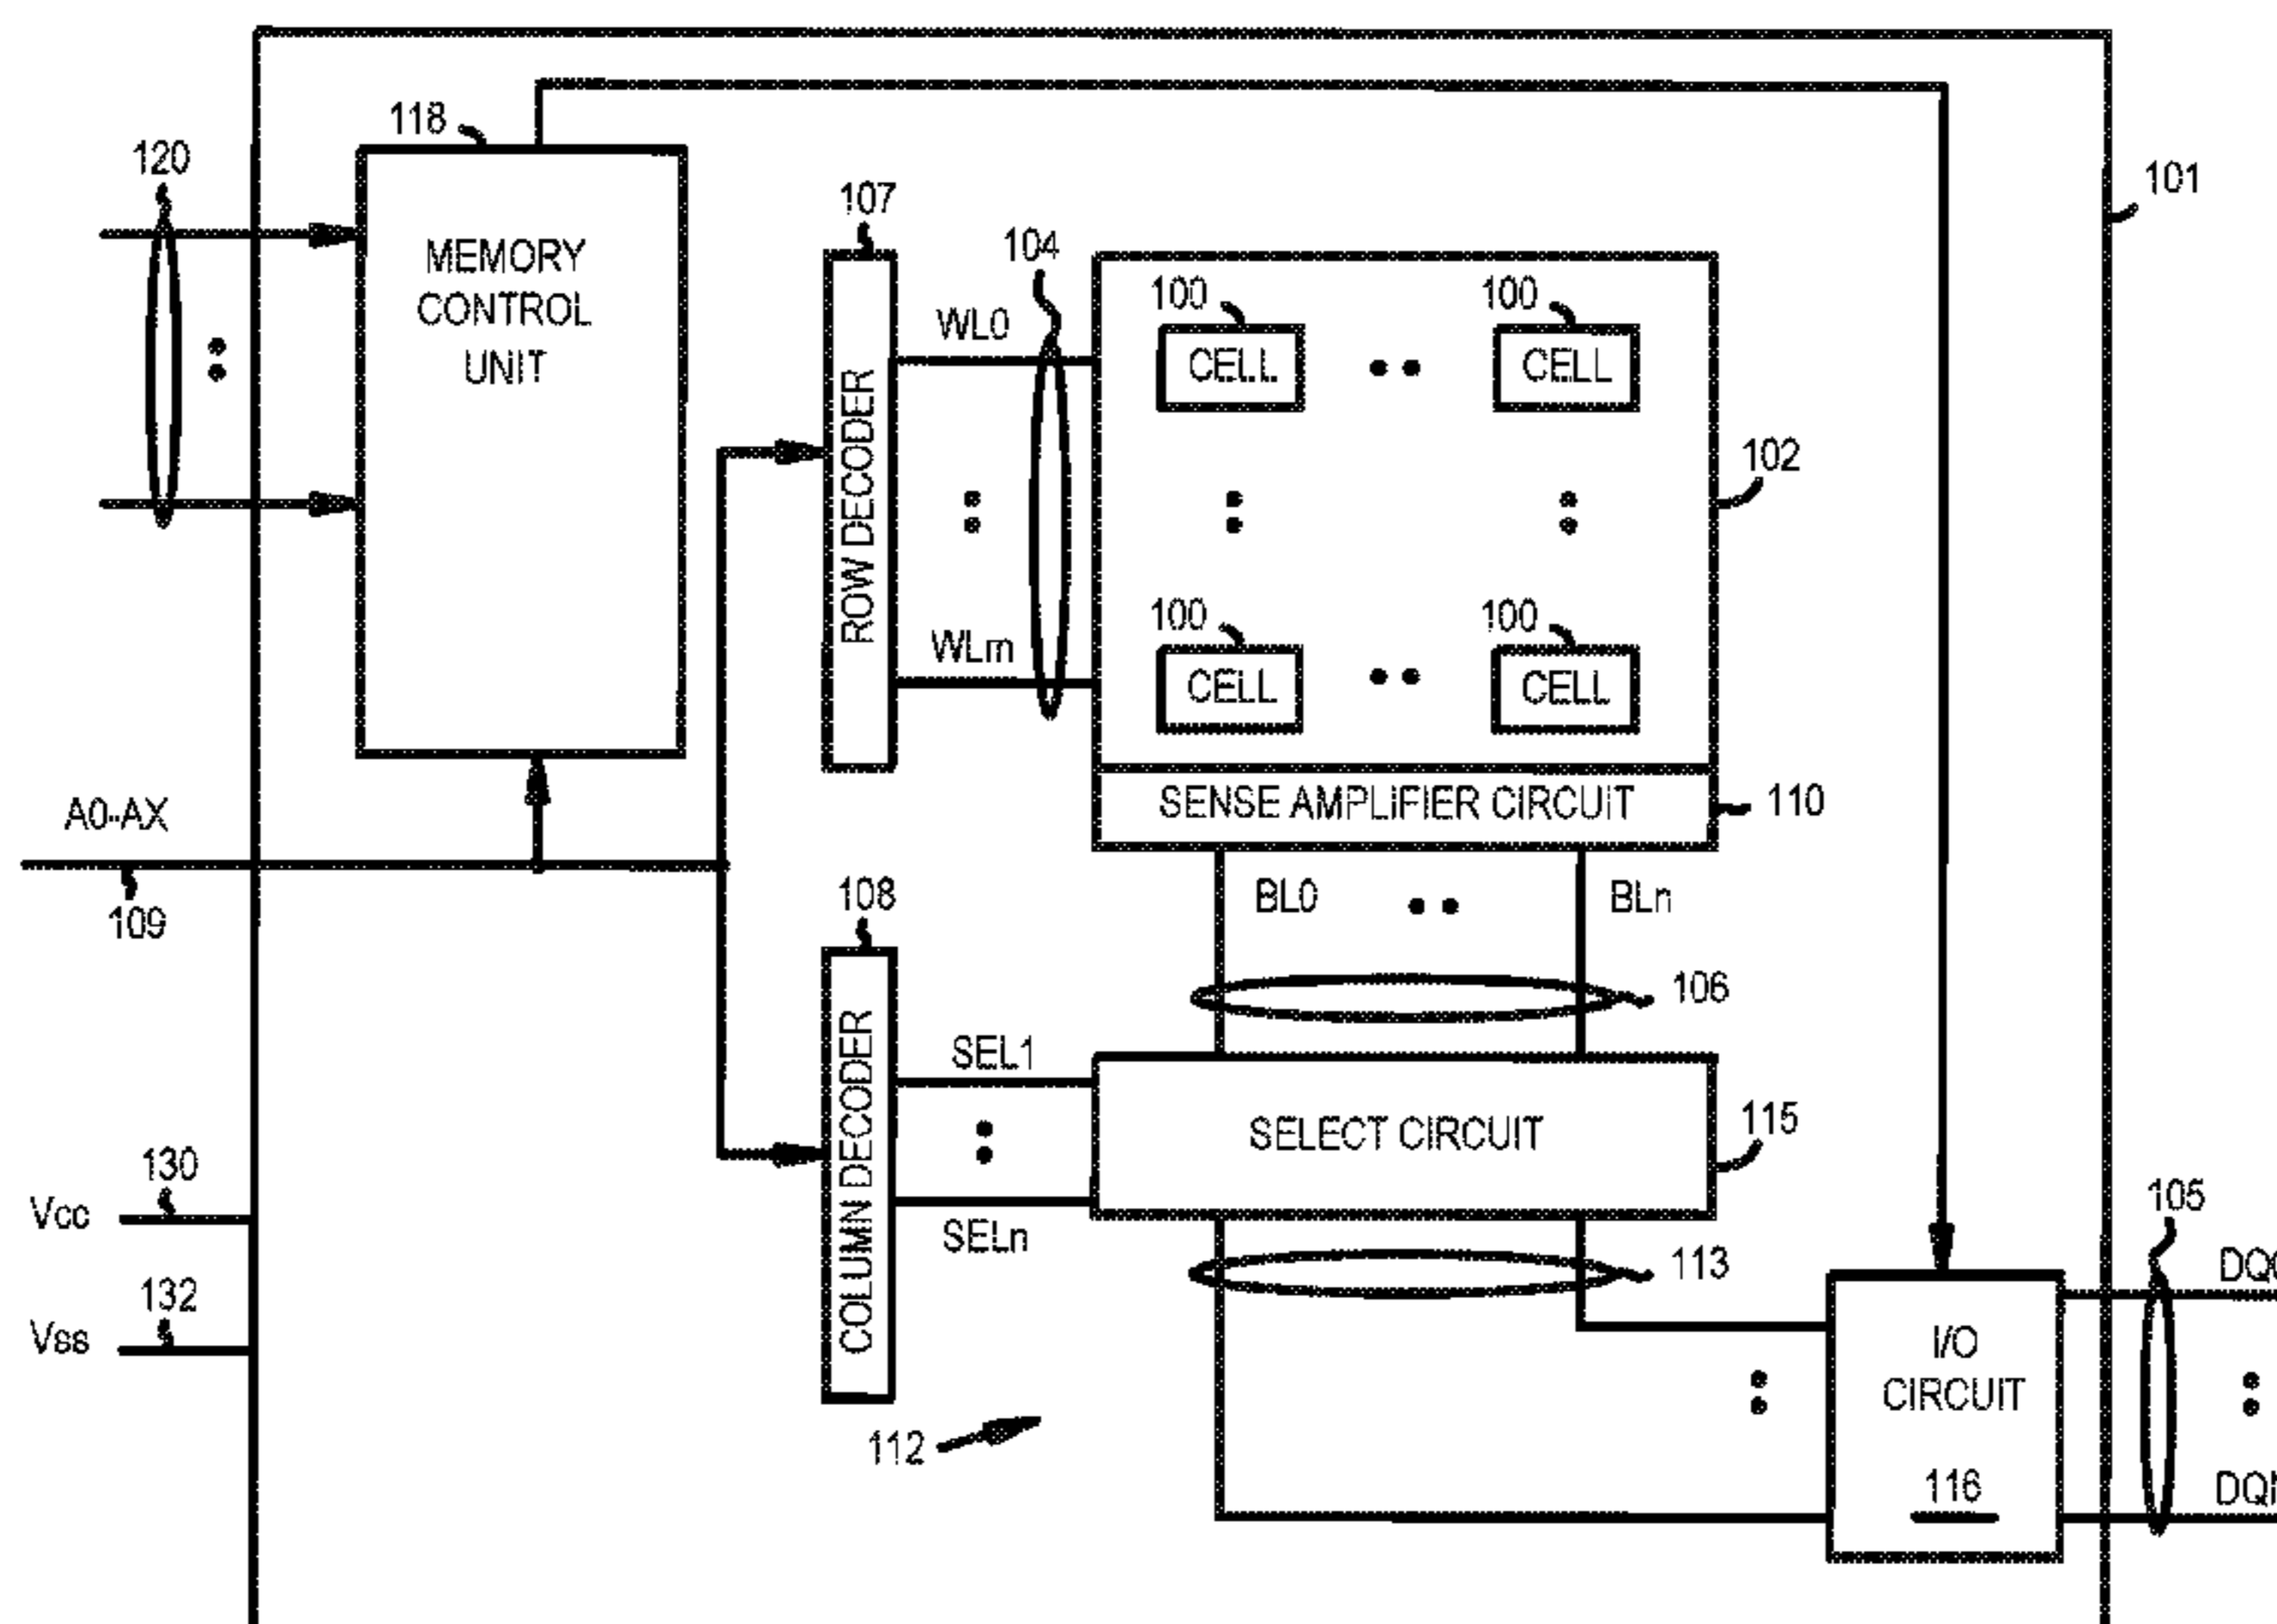 118
120
101
107
MEMORY
CONTROL
UNIT
104
100
100
WL0
CELL
CELL
ROW DECODER
102
100
100
WLm
CELL
CELL
A0-AX
SENSE AMPLIFIER CIRCUIT
110
109
108
BL0
BLn
106
COLUMN DECODER
SEL1
SELECT CIRCUIT
115
130
Vcc
SELn
105
113
132
Vss
I/O
CIRCUIT
112
116